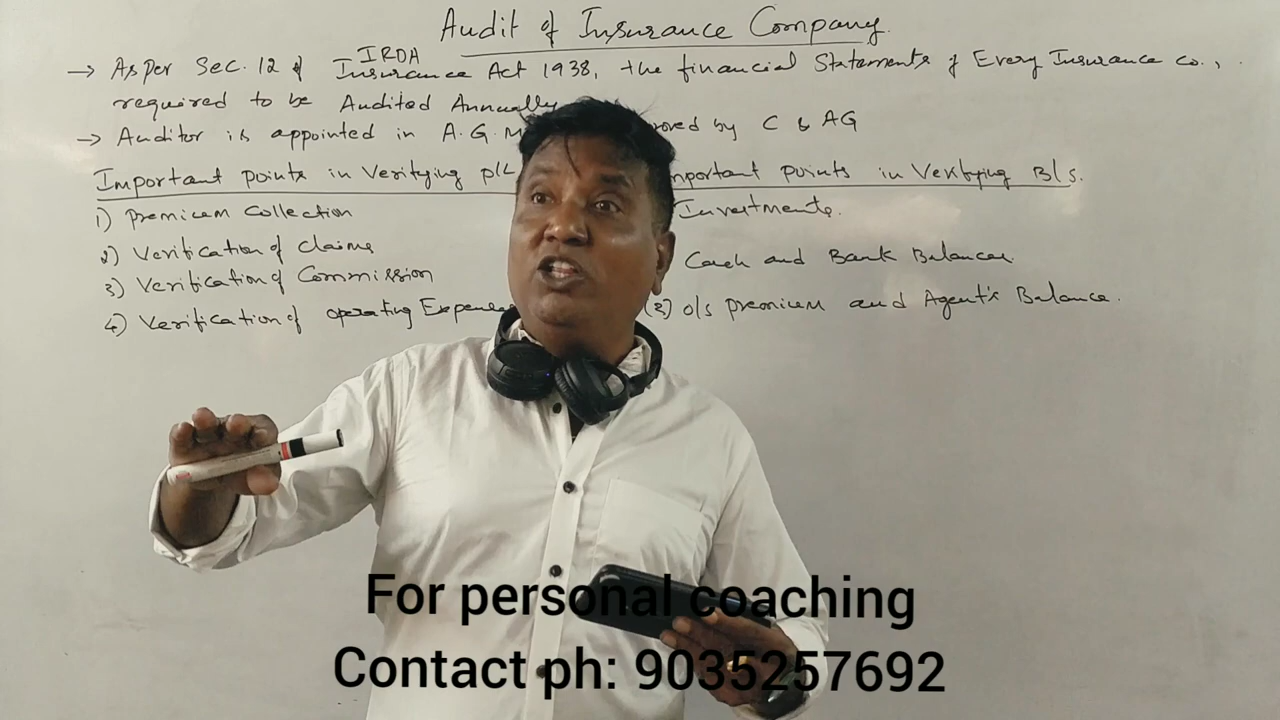 Audit of Insurance Company
IRDA
→ As Per Sec. 12 of Insurance Act 1938, the financial Statements of Every Insurance co.,
required to be Audited Annually
→ Auditor is appointed in A.G.M by C & AG
Important points in Verifying P/L
1) Premium Collection
2) Verification of Claims
3) Verification of Commission
4) Verification of operating Expenses
points in Verifying B/S.
Investments.
Cash and Bank Balances
(3) o/s premium and Agent's Balance.
For personal coaching
Contact ph: 9035257692